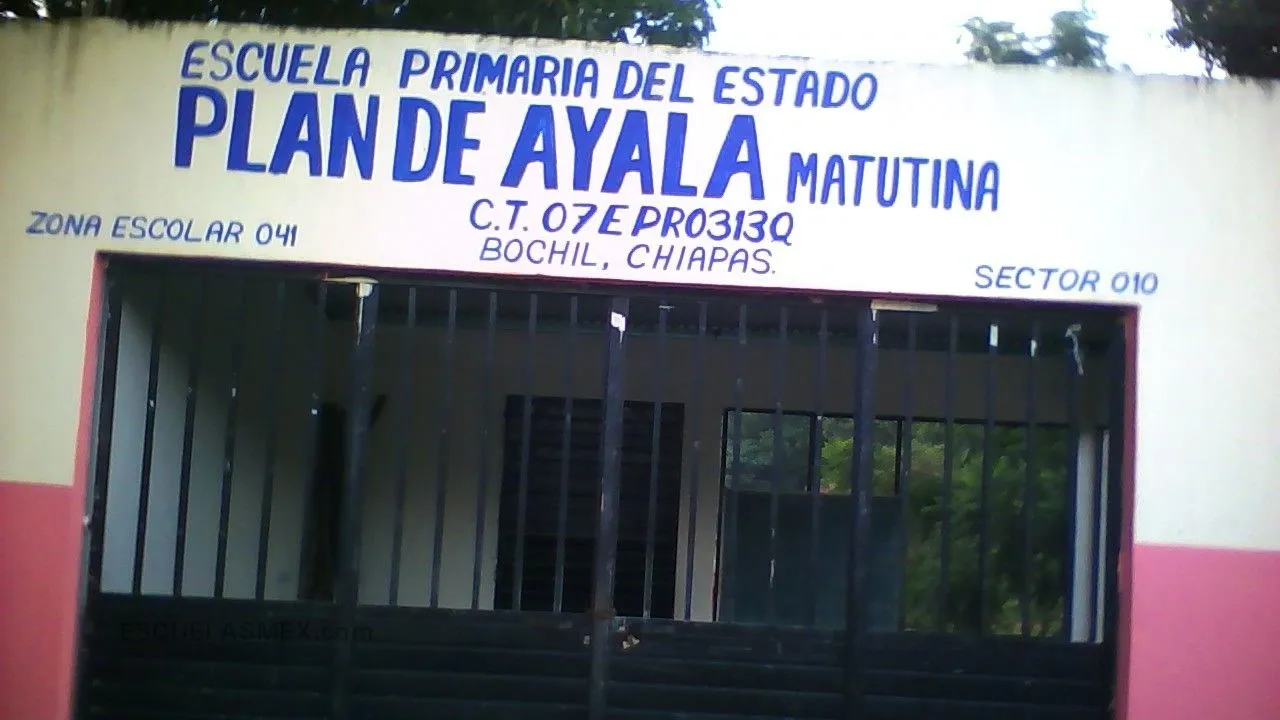 ESCUELA PRIMARIA DEL ESTADO
PLAN DE AYALA MATUTINA
C.T. 07EPR0313Q
ZONA ESCOLAR 041
BOCHIL, CHIAPAS.
SECTOR 010
ESCUELASMEX.com